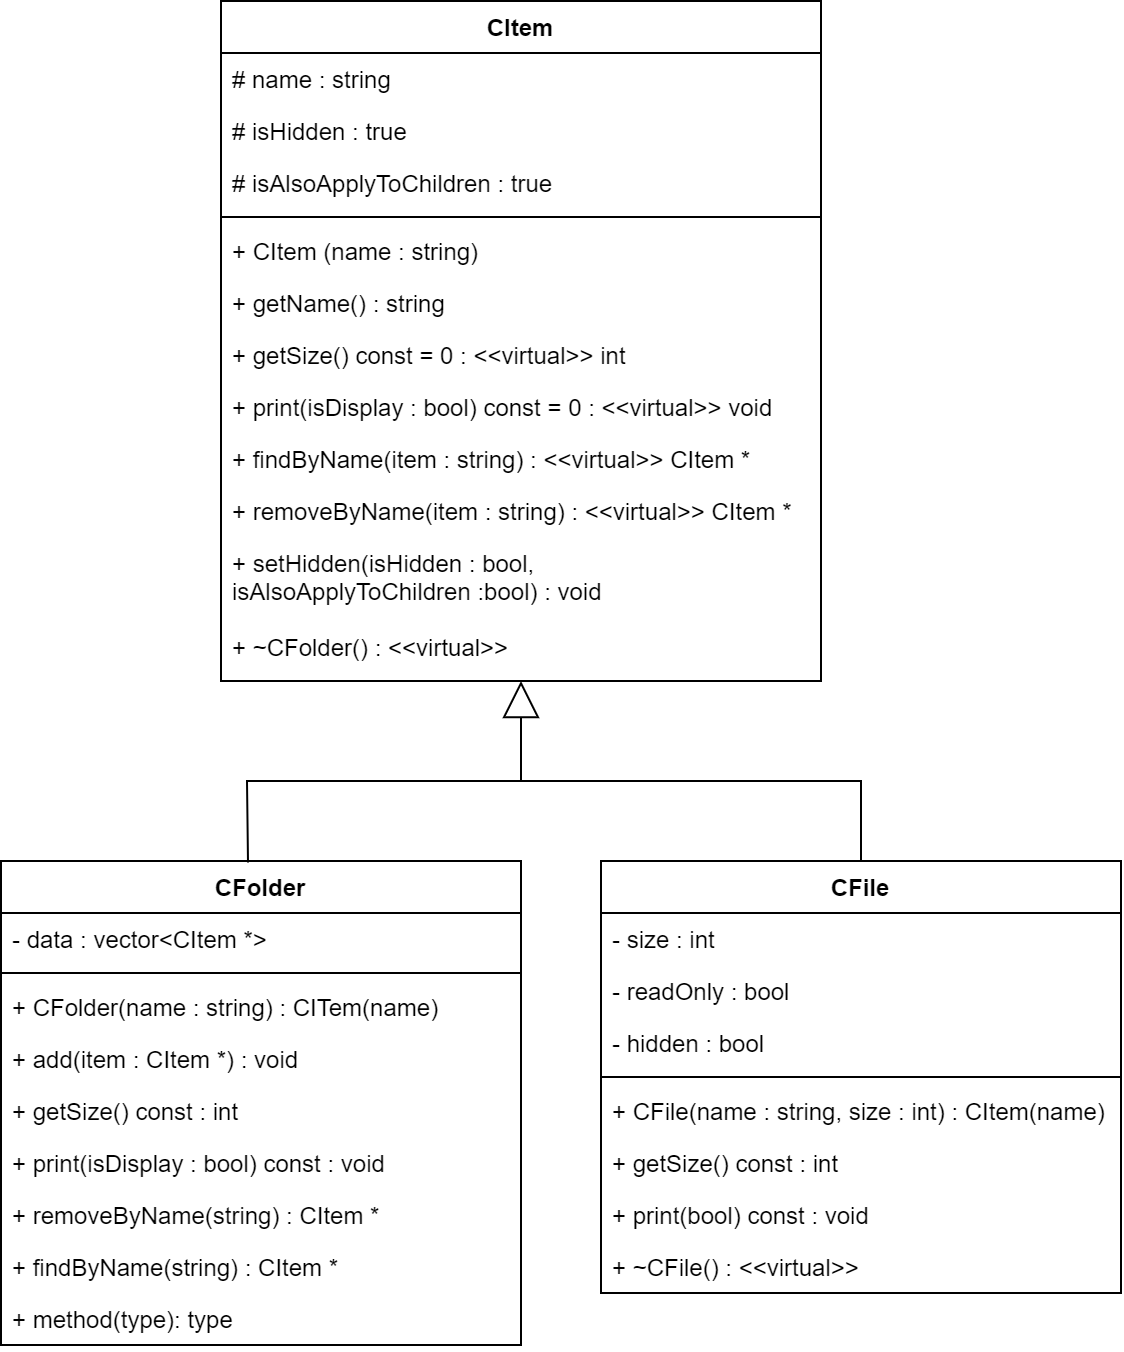 CItem
# name : string
# isHidden : true
# isAlsoApplyToChildren : true
+ CItem (name : string)
+ getName() : string
+ getSize() const = 0 : <<virtual>> int
+ print(isDisplay : bool) const = 0 : <<virtual>> void
+ findByName(item : string) : <<virtual>> CItem *
+ removeByName(item : string) : <<virtual>> CItem *
+ setHidden(isHidden : bool,
isAlsoApplyToChildren :bool) : void
+ ~CFolder() : <<virtual>>
CFolder
- data : vector<CItem *>
+ CFolder(name : string) : CITem(name)
+ add(item : CItem *) : void
+ getSize() const : int
+ print(isDisplay : bool) const : void
+ removeByName(string) : CItem *
+ findByName(string) : CItem *
+ method(type): type
CFile
- size : int
- readOnly : bool
- hidden : bool
+ CFile(name : string, size : int) : CItem(name)
+ getSize() const : int
+ print(bool) const : void
+ ~CFile() : <<virtual>>